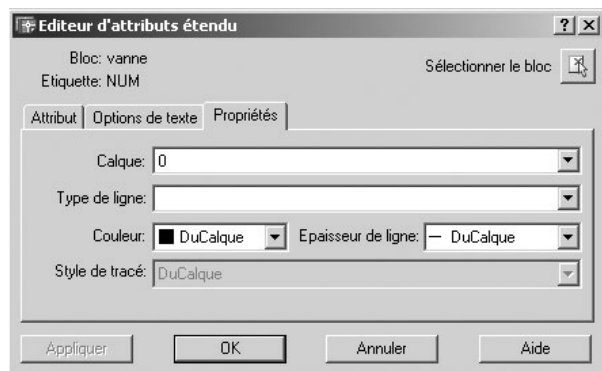 Editeur d'attributs étendu
Bloc: vanne
Etiquette: NUM
Sélectionner le bloc
Attribut Options de texte Propriétés
Calque: 0
Type de ligne:
Couleur: DuCalque Epaisseur de ligne: DuCalque
Style de tracé: DuCalque
Appliquer OK Annuler Aide